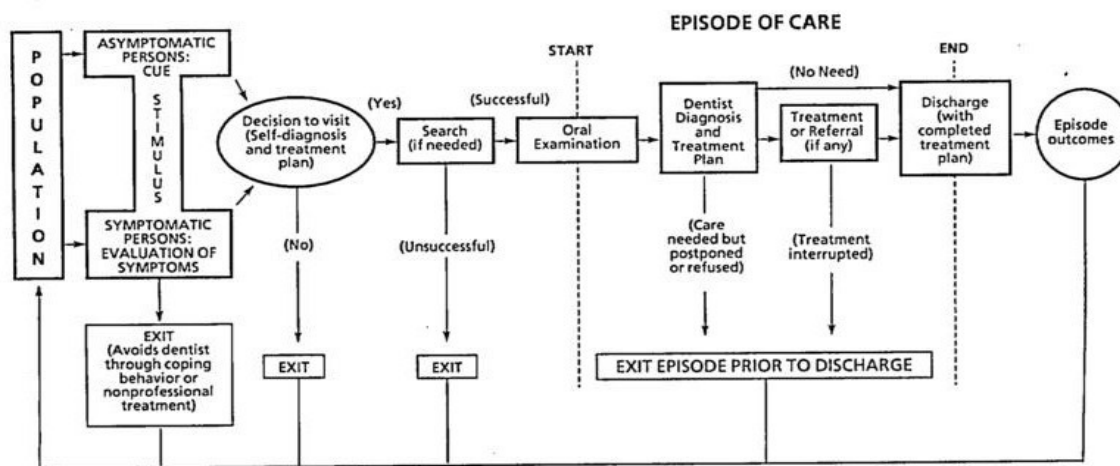 EPISODE OF CARE
START
END
POPULATION
ASYMPTOMATIC
PERSONS:
CUE
STIMULUS
SYMPTOMATIC
PERSONS:
EVALUATION OF
SYMPTOMS
EXIT
(Avoids dentist
through coping
behavior or
nonprofessional
treatment)
Decision to visit
(Self-diagnosis
and treatment
plan)
(Yes)
(No)
EXIT
Search
(if needed)
(Successful)
(Unsuccessful)
EXIT
Oral
Examination
Dentist
Diagnosis
and
Treatment
Plan
(No Need)
(Care
needed but
postponed
or refused)
Treatment
or Referral
(if any)
(Treatment
interrupted)
EXIT EPISODE PRIOR TO DISCHARGE
Discharge
(with
completed
treatment
plan)
Episode
outcomes